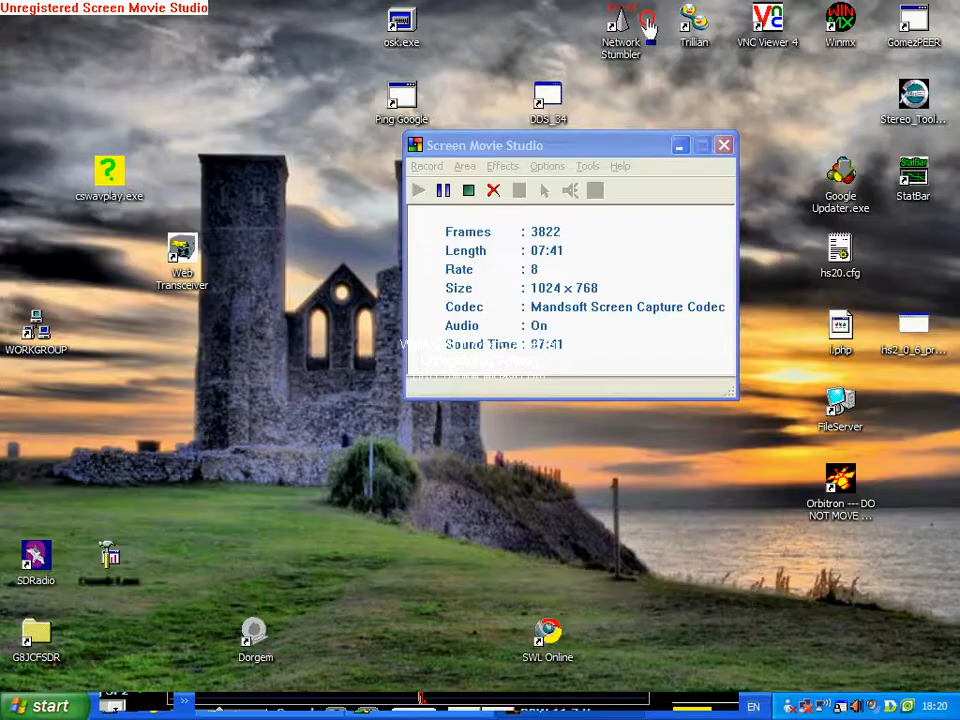 Unregistered Screen Movie Studio
osk.exe
Network
Stumbler
Trillian
VNC Viewer 4
Winmx
GomezPEER
Ping Google
DDS_34
Stereo_Tool...
Screen Movie Studio
Record Area Effects Options Tools Help
cswavplay.exe
Google
Updater.exe
StatBar
Frames : 3822
Length : 07:41
Rate : 8
Size : 1024 x 768
Codec : Mandsoft Screen Capture Codec
Audio : On
Sound Time : 07:41
Unregistered Version
Web
Transceiver
hs20.cfg
WORKGROUP
i.php
hs2_0_6_pr...
FileServer
Orbitron --- DO
NOT MOVE ...
SDRadio
G8JCFSDR
Dorgem
SWL Online
start
EN
18:20